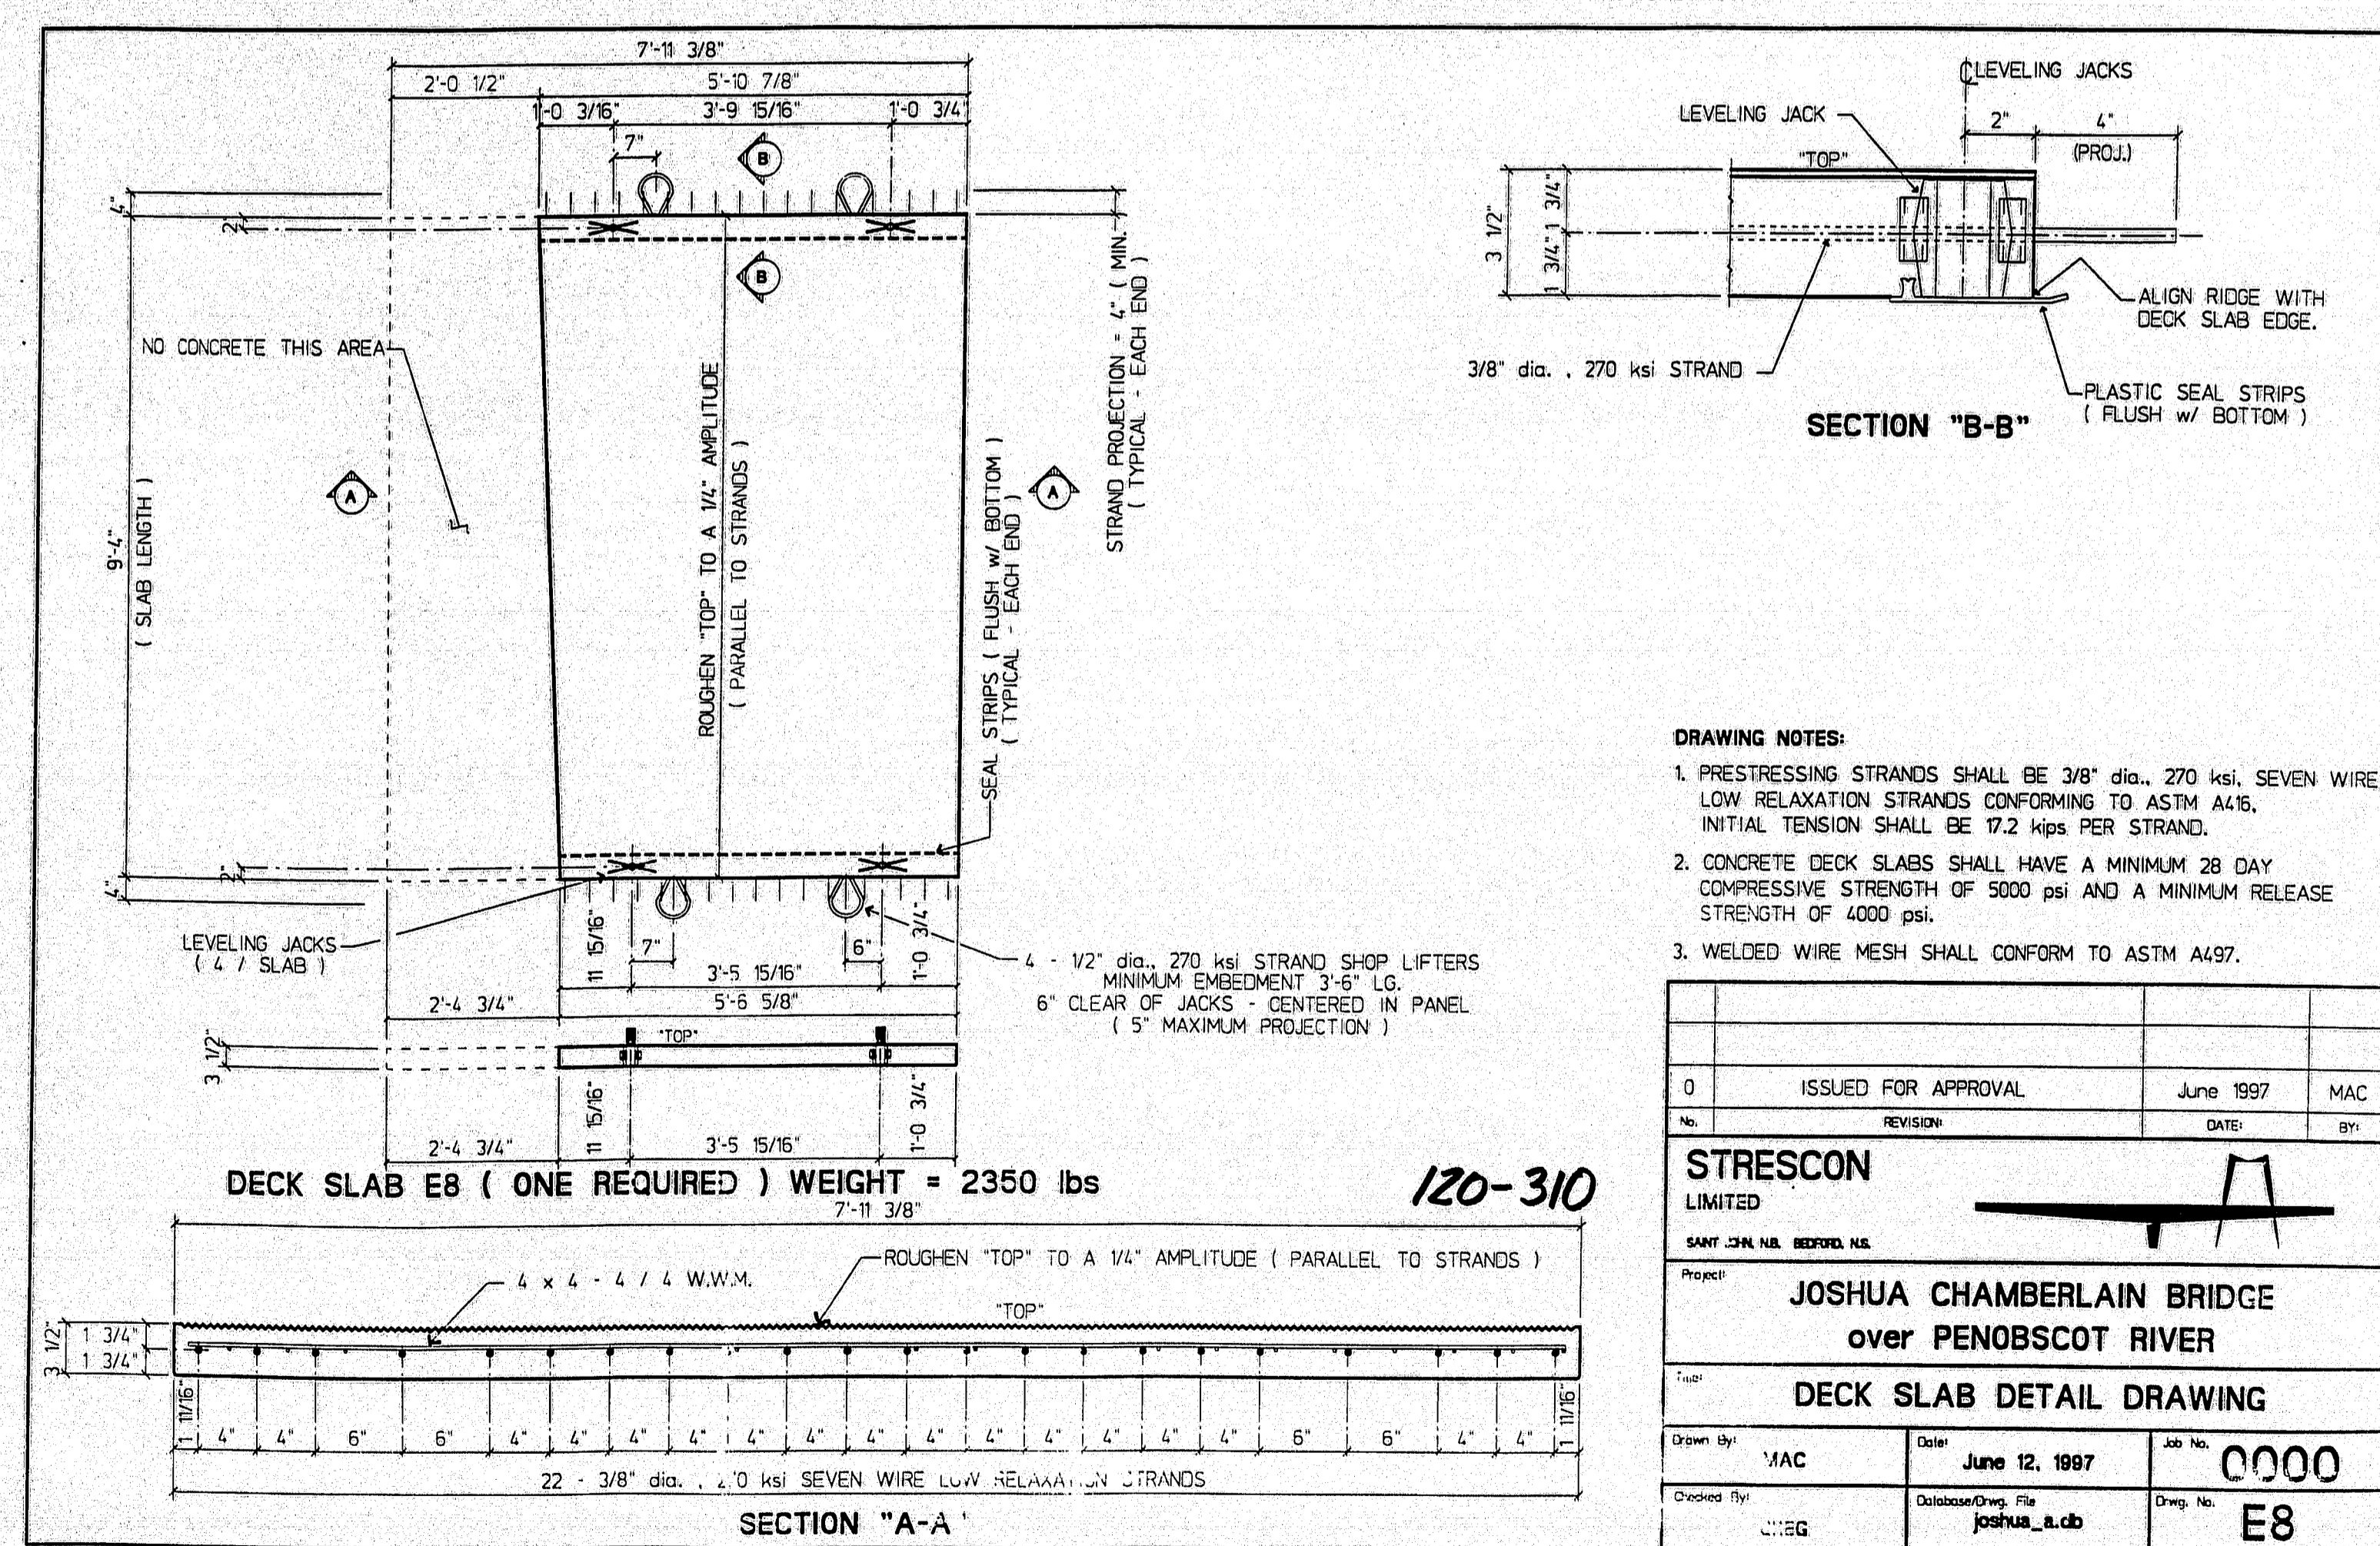 7'-11 3/8"
2'-0 1/2"
5'-10 7/8"
1'-0 3/16"
3'-9 15/16"
1'-0 3/4"
7"
B
4"
2"
B
NO CONCRETE THIS AREA
A
9'-4"
( SLAB LENGTH )
ROUGHEN "TOP" TO A 1/4" AMPLITUDE
( PARALLEL TO STRANDS )
SEAL STRIPS ( FLUSH w/ BOTTOM )
( TYPICAL - EACH END )
A
STRAND PROJECTION = 4" ( MIN. )
( TYPICAL - EACH END )
2"
4"
LEVELING JACKS
( 4 / SLAB )
11 15/16"
7"
6"
1'-0 3/4"
3'-5 15/16"
2'-4 3/4"
5'-6 5/8"
4 - 1/2" dia., 270 ksi STRAND SHOP LIFTERS
MINIMUM EMBEDMENT 3'-6" LG.
6" CLEAR OF JACKS - CENTERED IN PANEL
( 5" MAXIMUM PROJECTION )
"TOP"
3 1/2"
11 15/16"
1'-0 3/4"
2'-4 3/4"
3'-5 15/16"
DECK SLAB E8 ( ONE REQUIRED ) WEIGHT = 2350 lbs
120-310
7'-11 3/8"
ROUGHEN "TOP" TO A 1/4" AMPLITUDE ( PARALLEL TO STRANDS )
4 x 4 - 4 / 4 W.W.M.
"TOP"
3 1/2"
1 3/4"
1 3/4"
1 11/16" 4" 4" 6" 6" 4" 4" 4" 4" 4" 4" 4" 4" 4" 4" 4" 4" 4" 6" 6" 4" 4" 1 11/16"
22 - 3/8" dia. , ksi SEVEN WIRE LOW RELAXATION STRANDS
SECTION "A-A"
℄ LEVELING JACKS
LEVELING JACK
2"
4"
(PROJ.)
"TOP"
3 1/2"
1 3/4"
1 3/4"
ALIGN RIDGE WITH
DECK SLAB EDGE.
3/8" dia. , 270 ksi STRAND
PLASTIC SEAL STRIPS
( FLUSH w/ BOTTOM )
SECTION "B-B"
DRAWING NOTES:
1. PRESTRESSING STRANDS SHALL BE 3/8" dia., 270 ksi, SEVEN WIRE
LOW RELAXATION STRANDS CONFORMING TO ASTM A416.
INITIAL TENSION SHALL BE 17.2 kips PER STRAND.
2. CONCRETE DECK SLABS SHALL HAVE A MINIMUM 28 DAY
COMPRESSIVE STRENGTH OF 5000 psi AND A MINIMUM RELEASE
STRENGTH OF 4000 psi.
3. WELDED WIRE MESH SHALL CONFORM TO ASTM A497.
0 ISSUED FOR APPROVAL June 1997 MAC
No. REVISION: DATE: BY:
STRESCON
LIMITED
SAINT JOHN, N.B. BEDFORD, N.S.
Project:
JOSHUA CHAMBERLAIN BRIDGE
over PENOBSCOT RIVER
Title:
DECK SLAB DETAIL DRAWING
Drawn By: MAC
Date: June 12, 1997
Job No. 0000
Checked By:
Database/Drwg. File joshua_a.db
Drwg. No. E8